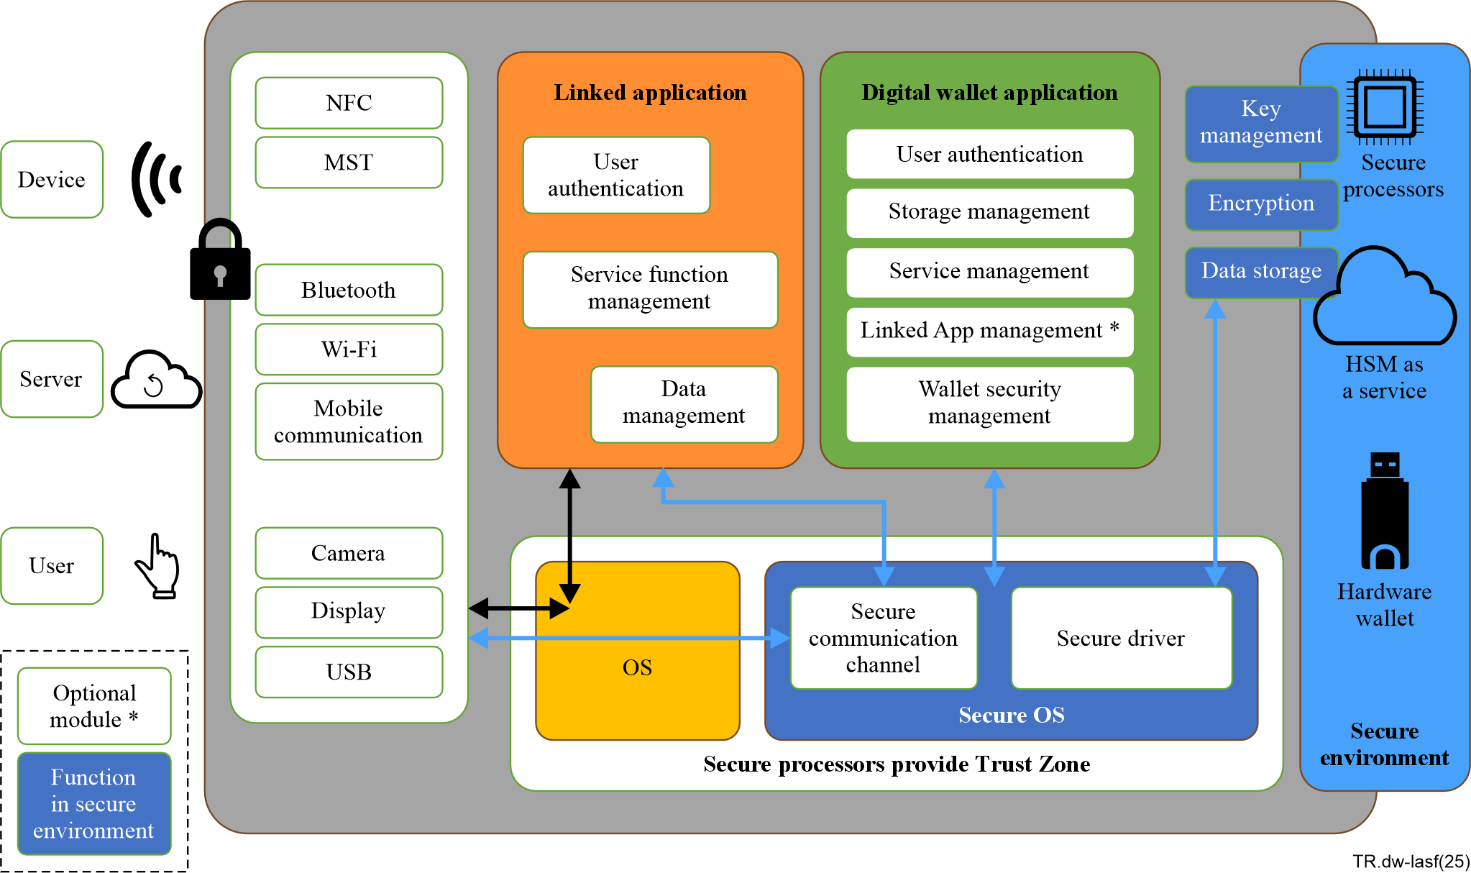 Device
Server
User
Optional
module *
Function
in secure
environment
NFC
MST
Bluetooth
Wi-Fi
Mobile
communication
Camera
Display
USB
Linked application
User
authentication
Service function
management
Data
management
Digital wallet application
User authentication
Storage management
Service management
Linked App management *
Wallet security
management
Key
management
Encryption
Data storage
Secure
processors
HSM as
a service
Hardware
wallet
Secure
environment
OS
Secure
communication
channel
Secure driver
Secure OS
Secure processors provide Trust Zone
TR.dw-lasf(25)